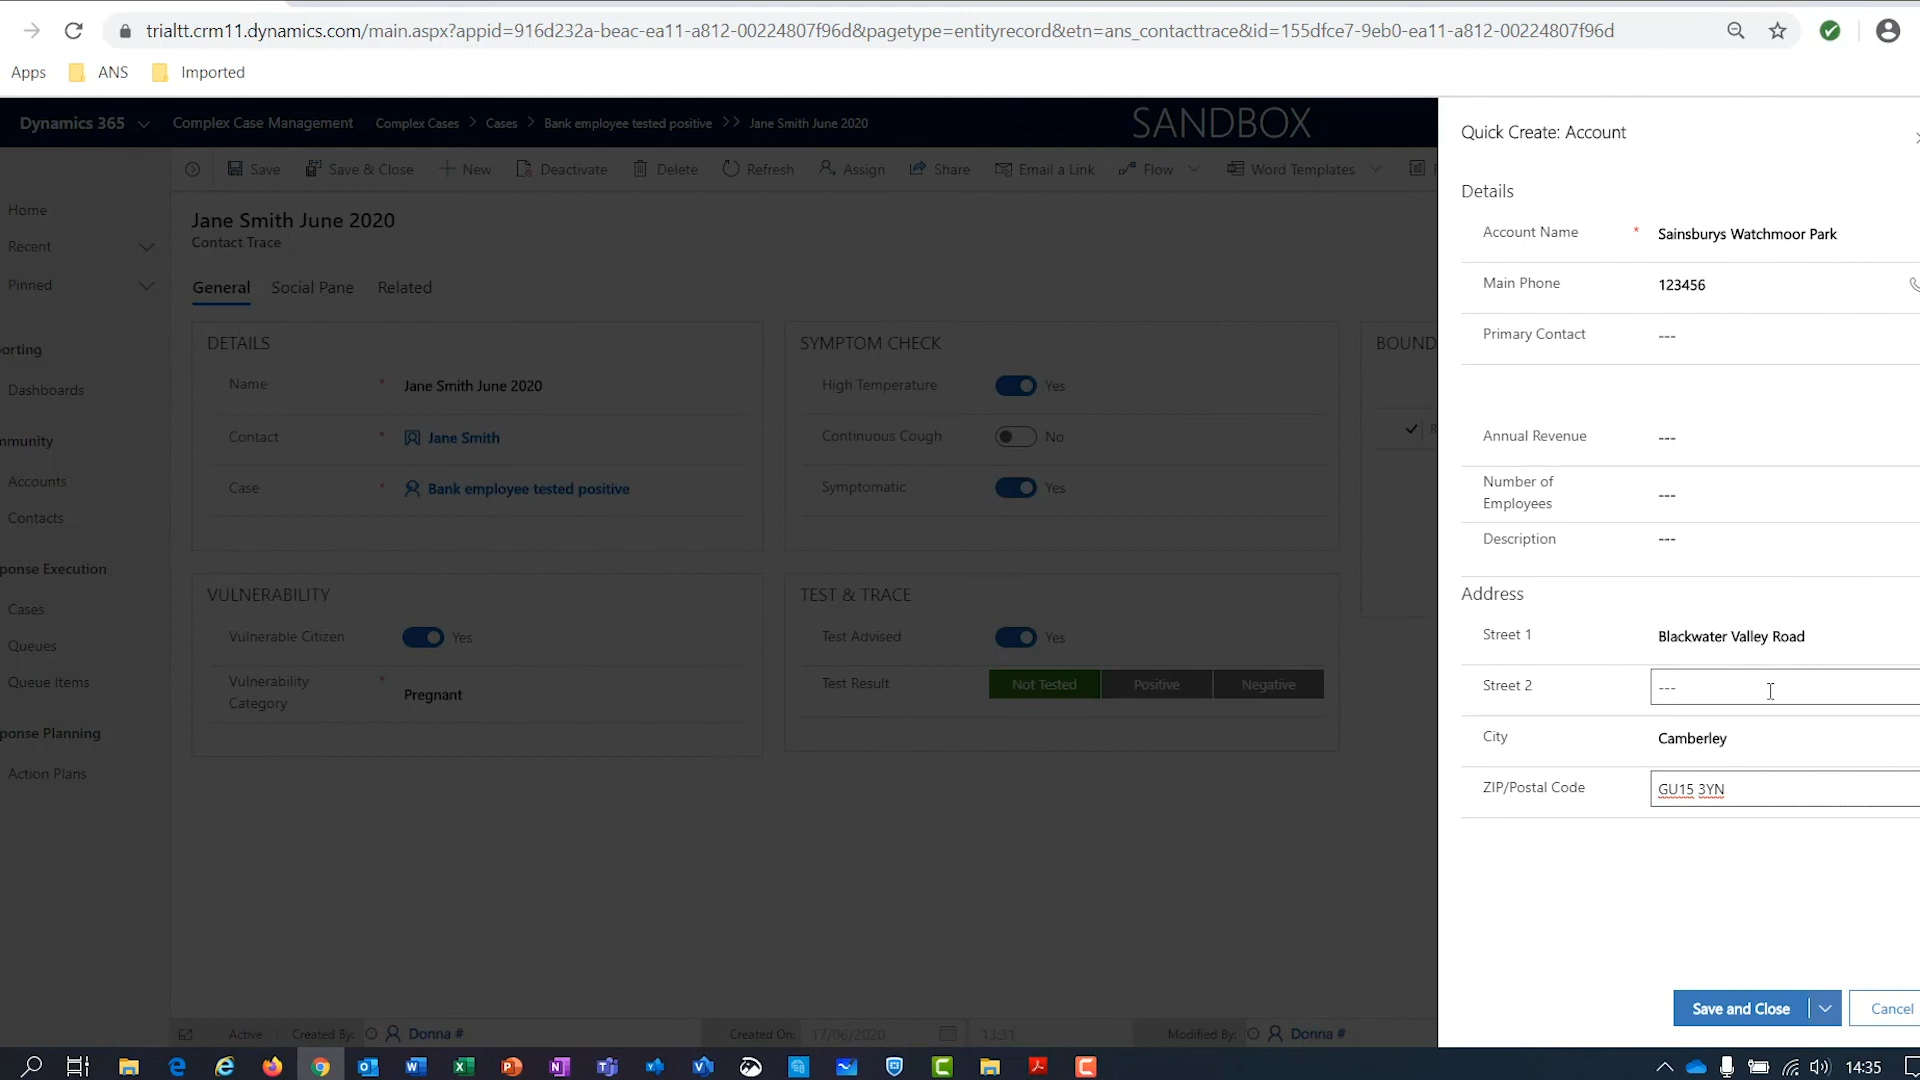 trialtt.crm11.dynamics.com/main.aspx?appid=916d232a-beac-ea11-a812-00224807f96d&pagetype=entityrecord&etn=ans_contacttrace&id=155dfce7-9eb0-ea11-a812-00224807f96d
Apps ANS Imported
Dynamics 365 Complex Case Management Complex Cases > Cases > Bank employee tested positive > > Jane Smith June 2020 SANDBOX
Save Save & Close New Deactivate Delete Refresh Assign Share Email a Link Flow Word Templates
Jane Smith June 2020
Contact Trace
General Social Pane Related
Home
Recent
Pinned
orting
Dashboards
mmunity
Accounts
Contacts
ponse Execution
Cases
Queues
Queue Items
ponse Planning
Action Plans
DETAILS
Name * Jane Smith June 2020
Contact * Jane Smith
Case * Bank employee tested positive
SYMPTOM CHECK
High Temperature Yes
Continuous Cough No
Symptomatic Yes
BOUND
VULNERABILITY
Vulnerable Citizen Yes
Vulnerability
Category * Pregnant
TEST & TRACE
Test Advised Yes
Test Result Not Tested Positive Negative
Active Created By: Donna # Created On: 17/06/2020 13:31 Modified By: Donna #
Quick Create: Account
Details
Account Name * Sainsburys Watchmoor Park
Main Phone 123456
Primary Contact ---
Annual Revenue ---
Number of
Employees ---
Description ---
Address
Street 1 Blackwater Valley Road
Street 2 ---
City Camberley
ZIP/Postal Code GU15 3YN
Save and Close Cancel
14:35